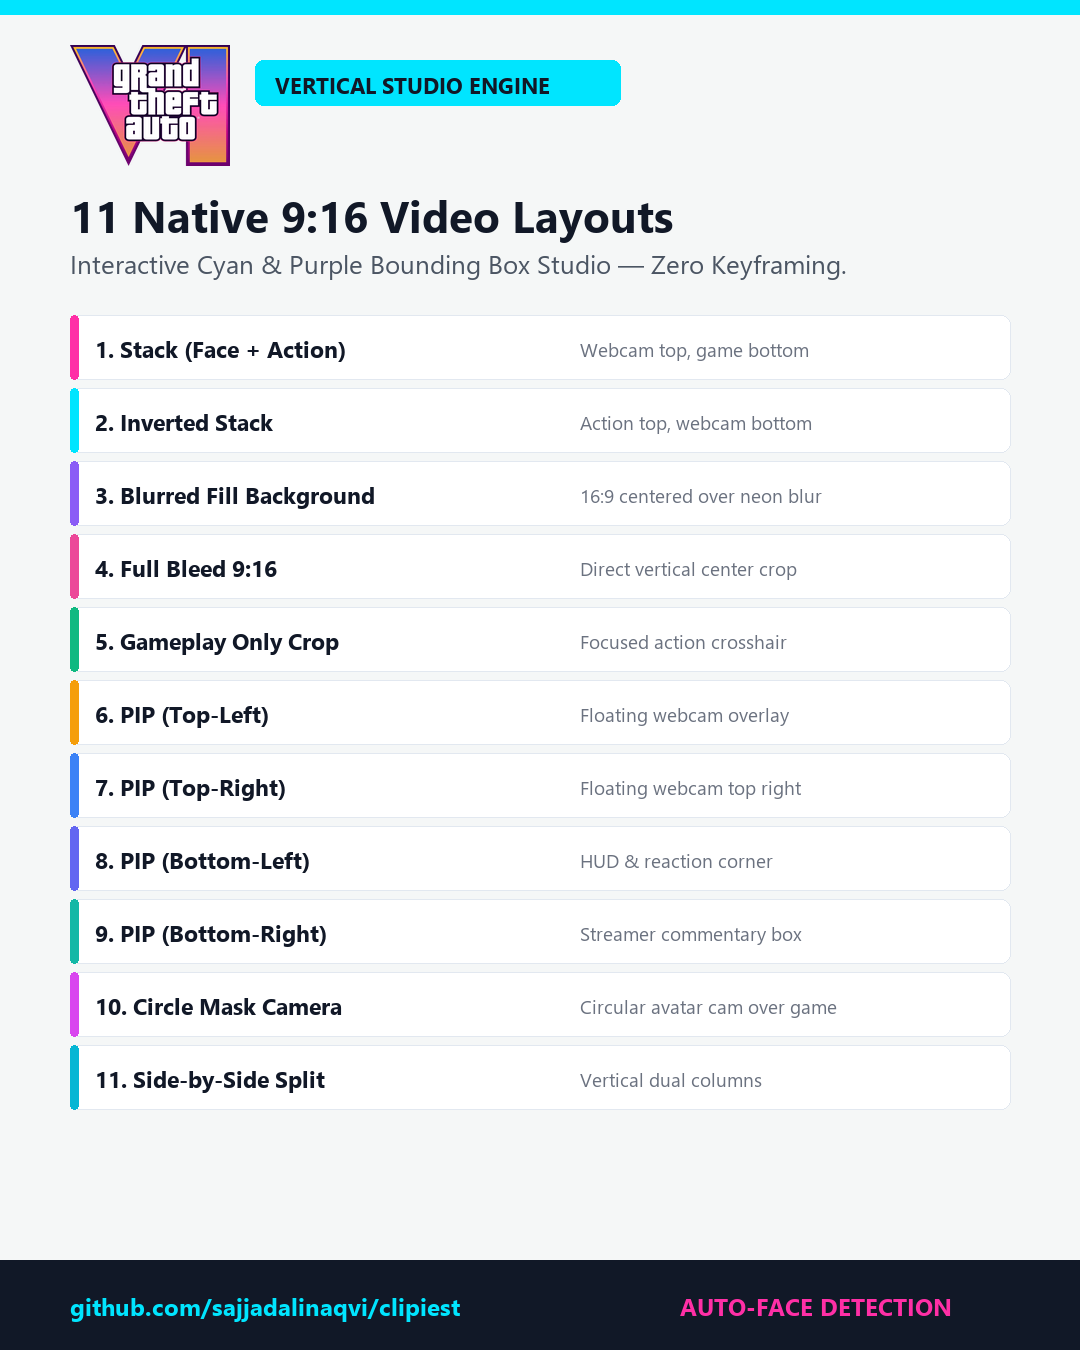 grand
theft
auto
VI
VERTICAL STUDIO ENGINE
11 Native 9:16 Video Layouts
Interactive Cyan & Purple Bounding Box Studio — Zero Keyframing.
1. Stack (Face + Action) Webcam top, game bottom
2. Inverted Stack Action top, webcam bottom
3. Blurred Fill Background 16:9 centered over neon blur
4. Full Bleed 9:16 Direct vertical center crop
5. Gameplay Only Crop Focused action crosshair
6. PIP (Top-Left) Floating webcam overlay
7. PIP (Top-Right) Floating webcam top right
8. PIP (Bottom-Left) HUD & reaction corner
9. PIP (Bottom-Right) Streamer commentary box
10. Circle Mask Camera Circular avatar cam over game
11. Side-by-Side Split Vertical dual columns
github.com/sajjadalinaqvi/clipiest AUTO-FACE DETECTION